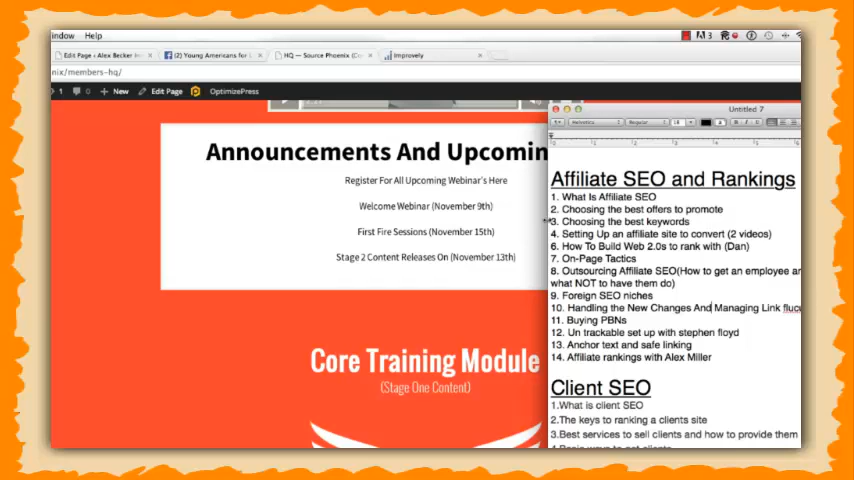 indow Help
Edit Page ‹ Alex Becker
(2) Young Americans for L
HQ — Source Phoenix
Improvely
nix/members-hq/
1 0 + New Edit Page OptimizePress
Announcements And Upcomin
Register For All Upcoming Webinar's Here
Welcome Webinar (November 9th)
First Fire Sessions (November 15th)
Stage 2 Content Releases On (November 13th)
Core Training Module
(Stage One Content)
Untitled 7
Helvetica Regular 18
Affiliate SEO and Rankings
1. What Is Affiliate SEO
2. Choosing the best offers to promote
3. Choosing the best keywords
4. Setting Up an affiliate site to convert (2 videos)
6. How To Build Web 2.0s to rank with (Dan)
7. On-Page Tactics
8. Outsourcing Affiliate SEO(How to get an employee an
what NOT to have them do)
9. Foreign SEO niches
10. Handling the New Changes And Managing Link flucu
11. Buying PBNs
12. Un trackable set up with stephen floyd
13. Anchor text and safe linking
14. Affiliate rankings with Alex Miller
Client SEO
1.What is client SEO
2.The keys to ranking a clients site
3.Best services to sell clients and how to provide them